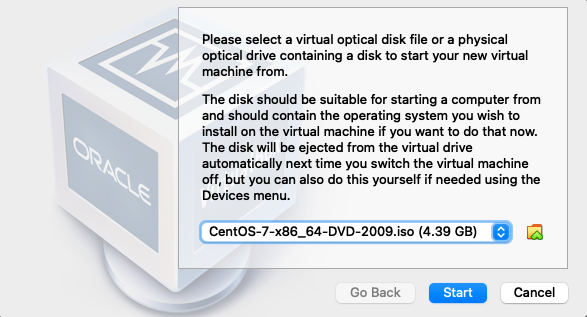 Please select a virtual optical disk file or a physical
optical drive containing a disk to start your new virtual
machine from.
The disk should be suitable for starting a computer from
and should contain the operating system you wish to
install on the virtual machine if you want to do that now.
The disk will be ejected from the virtual drive
automatically next time you switch the virtual machine
off, but you can also do this yourself if needed using the
Devices menu.
ORACLE
CentOS-7-x86_64-DVD-2009.iso (4.39 GB)
Go Back
Start
Cancel